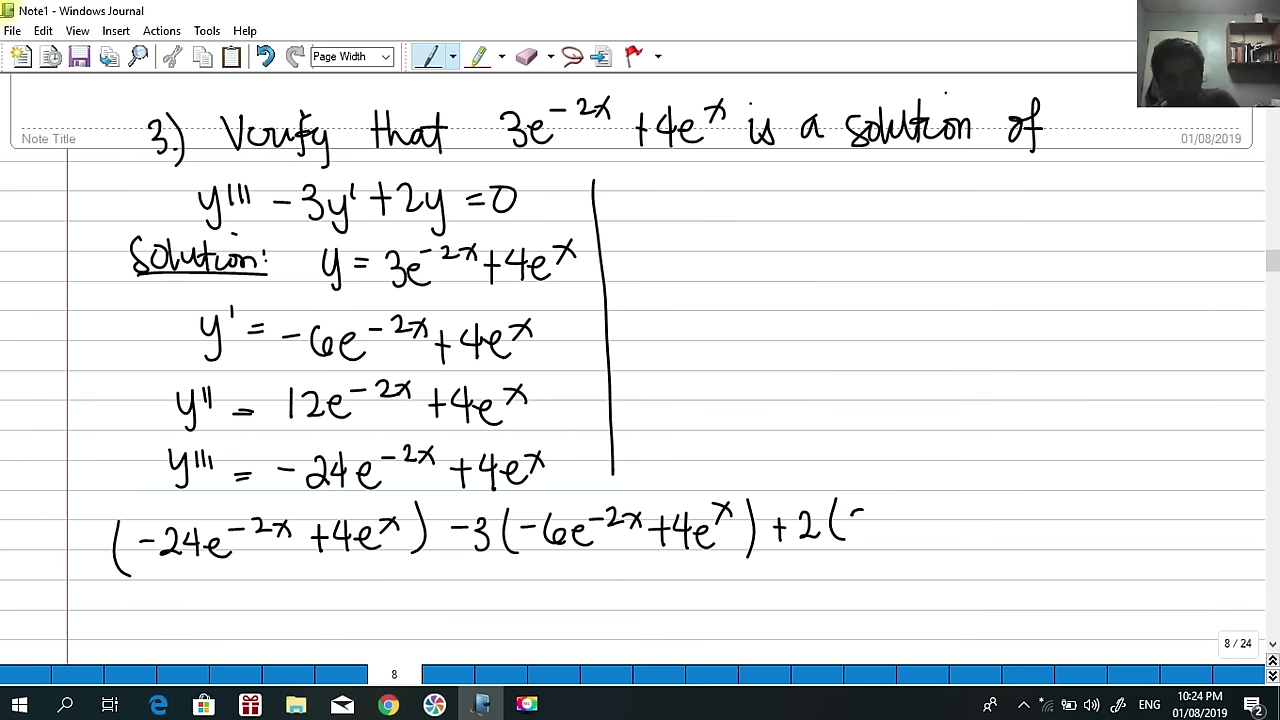 Note1 - Windows Journal
File Edit View Insert Actions Tools Help
Page Width
3.) Verify that 3e^{-2x} + 4e^x is a solution of
Note Title
01/08/2019
y''' - 3y' + 2y = 0
Solution: y = 3e^{-2x} + 4e^x
y' = -6e^{-2x} + 4e^x
y'' = 12e^{-2x} + 4e^x
y''' = -24e^{-2x} + 4e^x
(-24e^{-2x} + 4e^x) - 3(-6e^{-2x} + 4e^x) + 2(
8 / 24
8
ENG
10:24 PM
01/08/2019
2